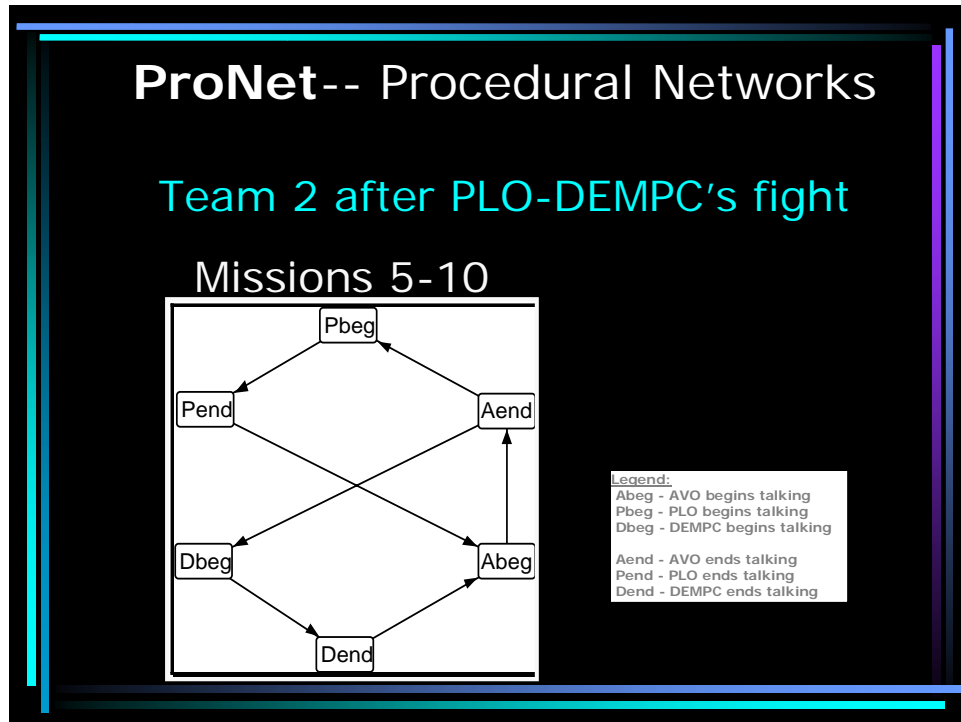 ProNet-- Procedural Networks
Team 2 after PLO-DEMPC's fight
Missions 5-10
Pbeg
Pend
Aend
Dbeg
Abeg
Dend
Legend:
Abeg - AVO begins talking
Pbeg - PLO begins talking
Dbeg - DEMPC begins talking
Aend - AVO ends talking
Pend - PLO ends talking
Dend - DEMPC ends talking